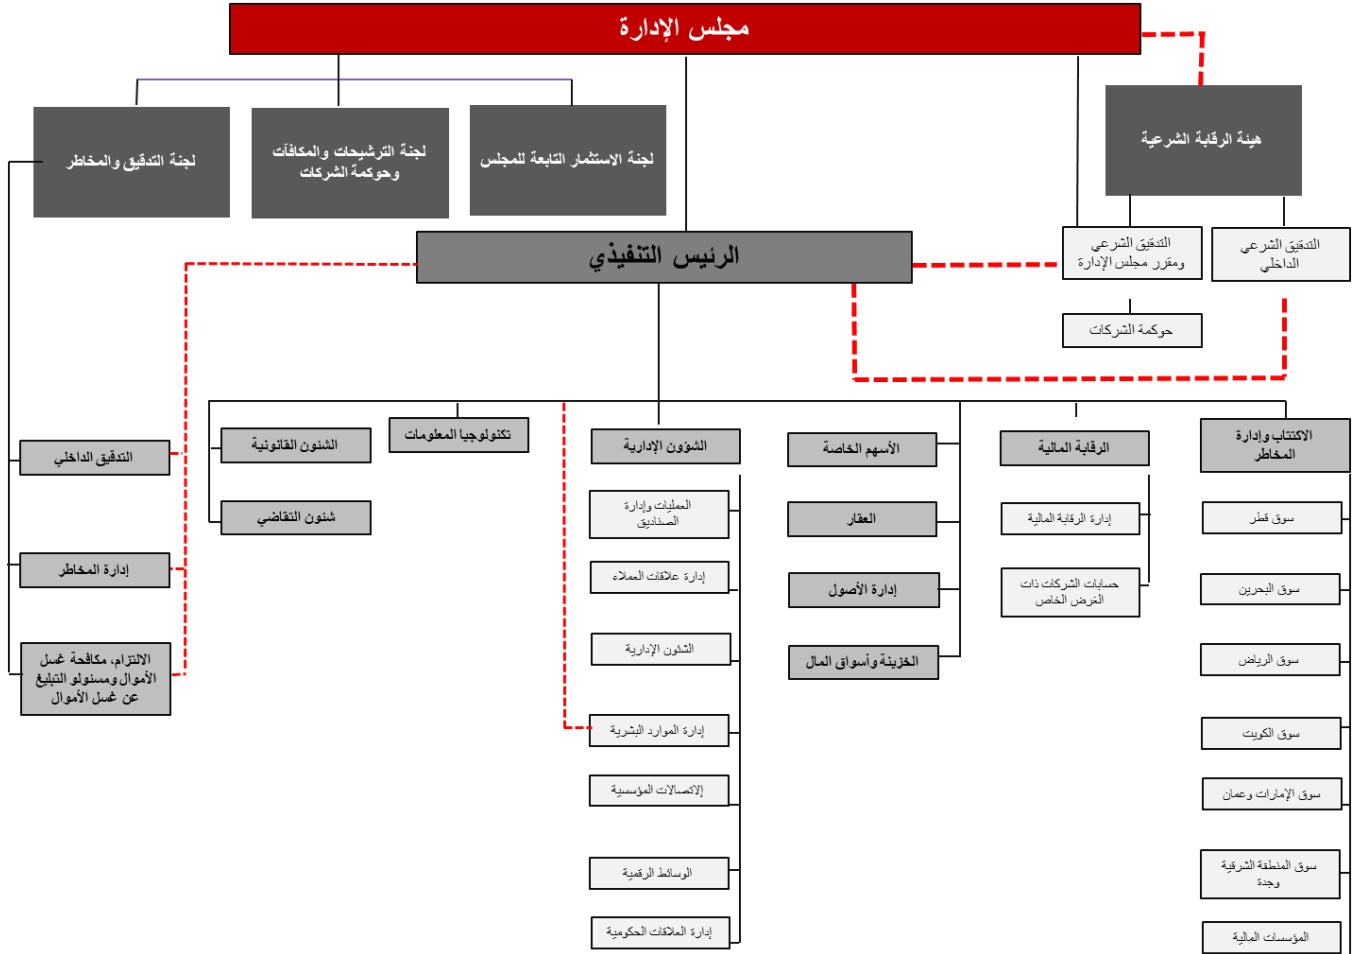 مجلس الإدارة
هيئة الرقابة الشرعية
لجنة الاستثمار التابعة للمجلس
لجنة الترشيحات والمكافآت
وحوكمة الشركات
لجنة التدقيق والمخاطر
التدقيق الشرعي
الداخلي
التدقيق الشرعي
ومقرر مجلس الإدارة
حوكمة الشركات
الرئيس التنفيذي
الاكتتاب وإدارة
المخاطر
سوق قطر
سوق البحرين
سوق الرياض
سوق الكويت
سوق الإمارات وعمان
سوق المنطقة الشرقية
وجدة
المؤسسات المالية
الرقابة المالية
إدارة الرقابة المالية
حسابات الشركات ذات
الغرض الخاص
الأسهم الخاصة
العقار
إدارة الأصول
الخزينة وأسواق المال
الشؤون الإدارية
العمليات وإدارة
الصناديق
إدارة علاقات العملاء
الشئون الإدارية
إدارة الموارد البشرية
الاتصالات المؤسسية
الوسائط الرقمية
إدارة العلاقات الحكومية
تكنولوجيا المعلومات
الشئون القانونية
شئون التقاضي
التدقيق الداخلي
إدارة المخاطر
الالتزام، مكافحة غسل
الأموال ومسئولو التبليغ
عن غسل الأموال